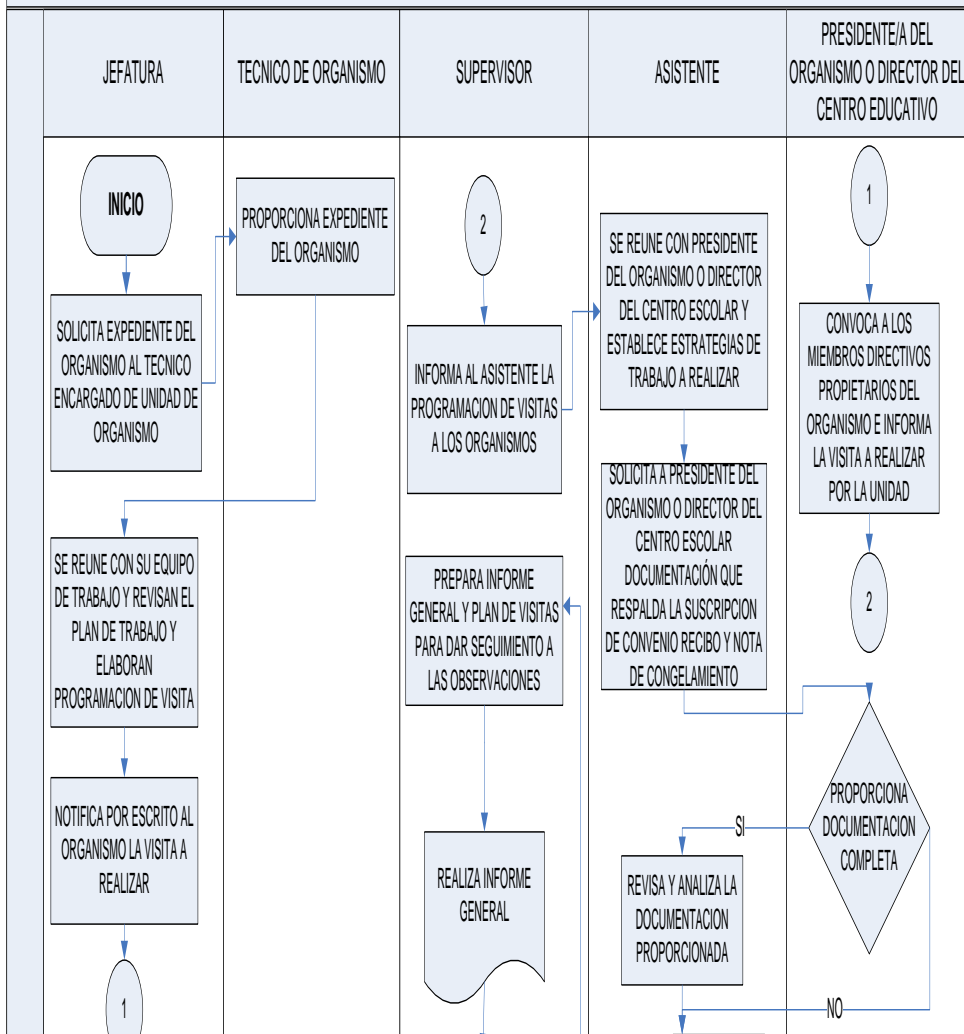 JEFATURA
TECNICO DE ORGANISMO
SUPERVISOR
ASISTENTE
PRESIDENTE/A DEL
ORGANISMO O DIRECTOR DEL
CENTRO EDUCATIVO
INICIO
SOLICITA EXPEDIENTE DEL
ORGANISMO AL TECNICO
ENCARGADO DE UNIDAD DE
ORGANISMO
SE REUNE CON SU EQUIPO
DE TRABAJO Y REVISAN EL
PLAN DE TRABAJO Y
ELABORAN
PROGRAMACION DE VISITA
NOTIFICA POR ESCRITO AL
ORGANISMO LA VISITA A
REALIZAR
1
PROPORCIONA EXPEDIENTE
DEL ORGANISMO
2
INFORMA AL ASISTENTE LA
PROGRAMACION DE VISITAS
A LOS ORGANISMOS
PREPARA INFORME
GENERAL Y PLAN DE VISITAS
PARA DAR SEGUIMIENTO A
LAS OBSERVACIONES
REALIZA INFORME
GENERAL
SE REUNE CON PRESIDENTE
DEL ORGANISMO O DIRECTOR
DEL CENTRO ESCOLAR Y
ESTABLECE ESTRATEGIAS DE
TRABAJO A REALIZAR
SOLICITA A PRESIDENTE DEL
ORGANISMO O DIRECTOR DEL
CENTRO ESCOLAR
DOCUMENTACIÓN QUE
RESPALDA LA SUSCRIPCION
DE CONVENIO RECIBO Y NOTA
DE CONGELAMIENTO
SI
REVISA Y ANALIZA LA
DOCUMENTACION
PROPORCIONADA
1
CONVOCA A LOS
MIEMBROS DIRECTIVOS
PROPIETARIOS DEL
ORGANISMO E INFORMA
LA VISITA A REALIZAR
POR LA UNIDAD
2
PROPORCIONA
DOCUMENTACION
COMPLETA
NO